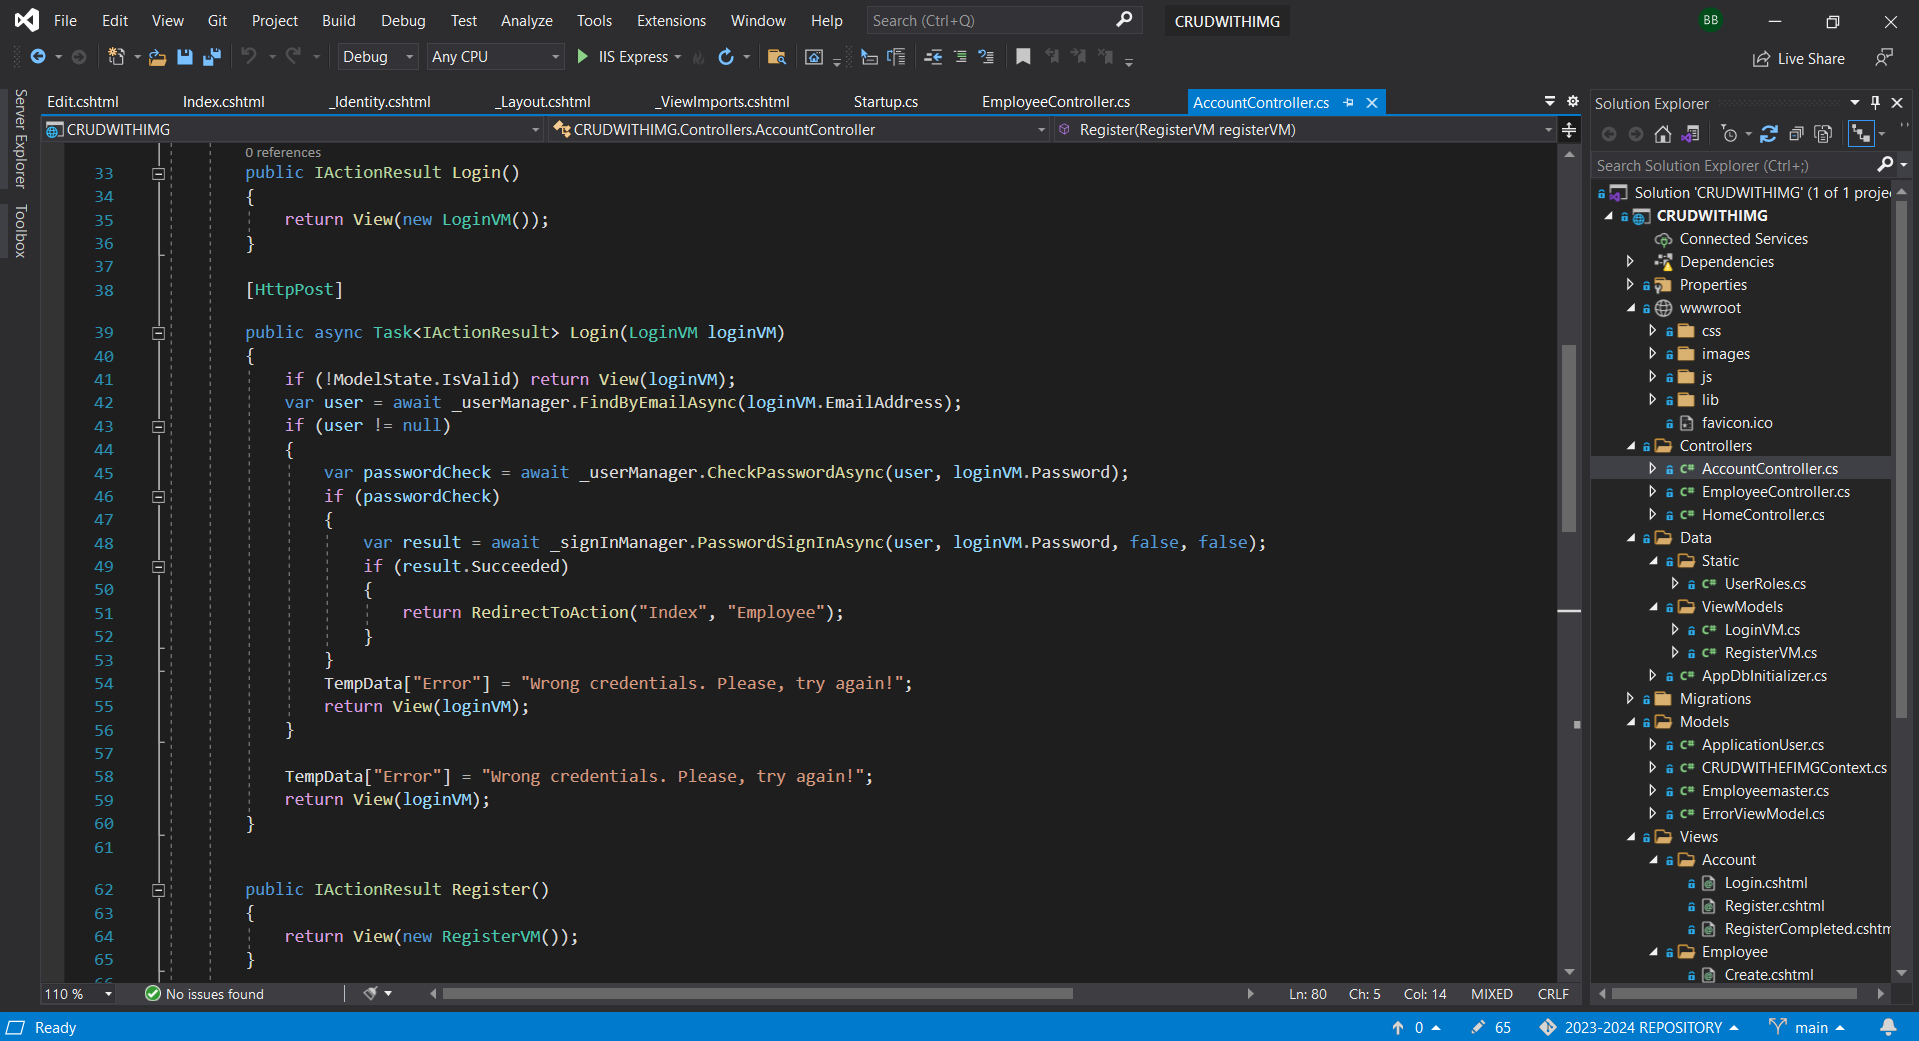 File Edit View Git Project Build Debug Test Analyze Tools Extensions Window Help Search (Ctrl+Q) CRUDWITHIMG BB
Debug Any CPU IIS Express Live Share
Server Explorer
Toolbox
Edit.cshtml Index.cshtml _Identity.cshtml _Layout.cshtml _ViewImports.cshtml Startup.cs EmployeeController.cs AccountController.cs
CRUDWITHIMG CRUDWITHIMG.Controllers.AccountController Register(RegisterVM registerVM)
0 references
33 public IActionResult Login()
34 {
35 return View(new LoginVM());
36 }
37
38 [HttpPost]
39 public async Task<IActionResult> Login(LoginVM loginVM)
40 {
41 if (!ModelState.IsValid) return View(loginVM);
42 var user = await _userManager.FindByEmailAsync(loginVM.EmailAddress);
43 if (user != null)
44 {
45 var passwordCheck = await _userManager.CheckPasswordAsync(user, loginVM.Password);
46 if (passwordCheck)
47 {
48 var result = await _signInManager.PasswordSignInAsync(user, loginVM.Password, false, false);
49 if (result.Succeeded)
50 {
51 return RedirectToAction("Index", "Employee");
52 }
53 }
54 TempData["Error"] = "Wrong credentials. Please, try again!";
55 return View(loginVM);
56 }
57
58 TempData["Error"] = "Wrong credentials. Please, try again!";
59 return View(loginVM);
60 }
61
62 public IActionResult Register()
63 {
64 return View(new RegisterVM());
65 }
66
110 % No issues found Ln: 80 Ch: 5 Col: 14 MIXED CRLF
Solution Explorer
Search Solution Explorer (Ctrl+;)
Solution 'CRUDWITHIMG' (1 of 1 proje
CRUDWITHIMG
Connected Services
Dependencies
Properties
wwwroot
css
images
js
lib
favicon.ico
Controllers
C# AccountController.cs
C# EmployeeController.cs
C# HomeController.cs
Data
Static
C# UserRoles.cs
ViewModels
C# LoginVM.cs
C# RegisterVM.cs
C# AppDbInitializer.cs
Migrations
Models
C# ApplicationUser.cs
C# CRUDWITHEFIMGContext.cs
C# Employeemaster.cs
C# ErrorViewModel.cs
Views
Account
Login.cshtml
Register.cshtml
RegisterCompleted.cshtm
Employee
Create.cshtml
Ready 0 65 2023-2024 REPOSITORY main